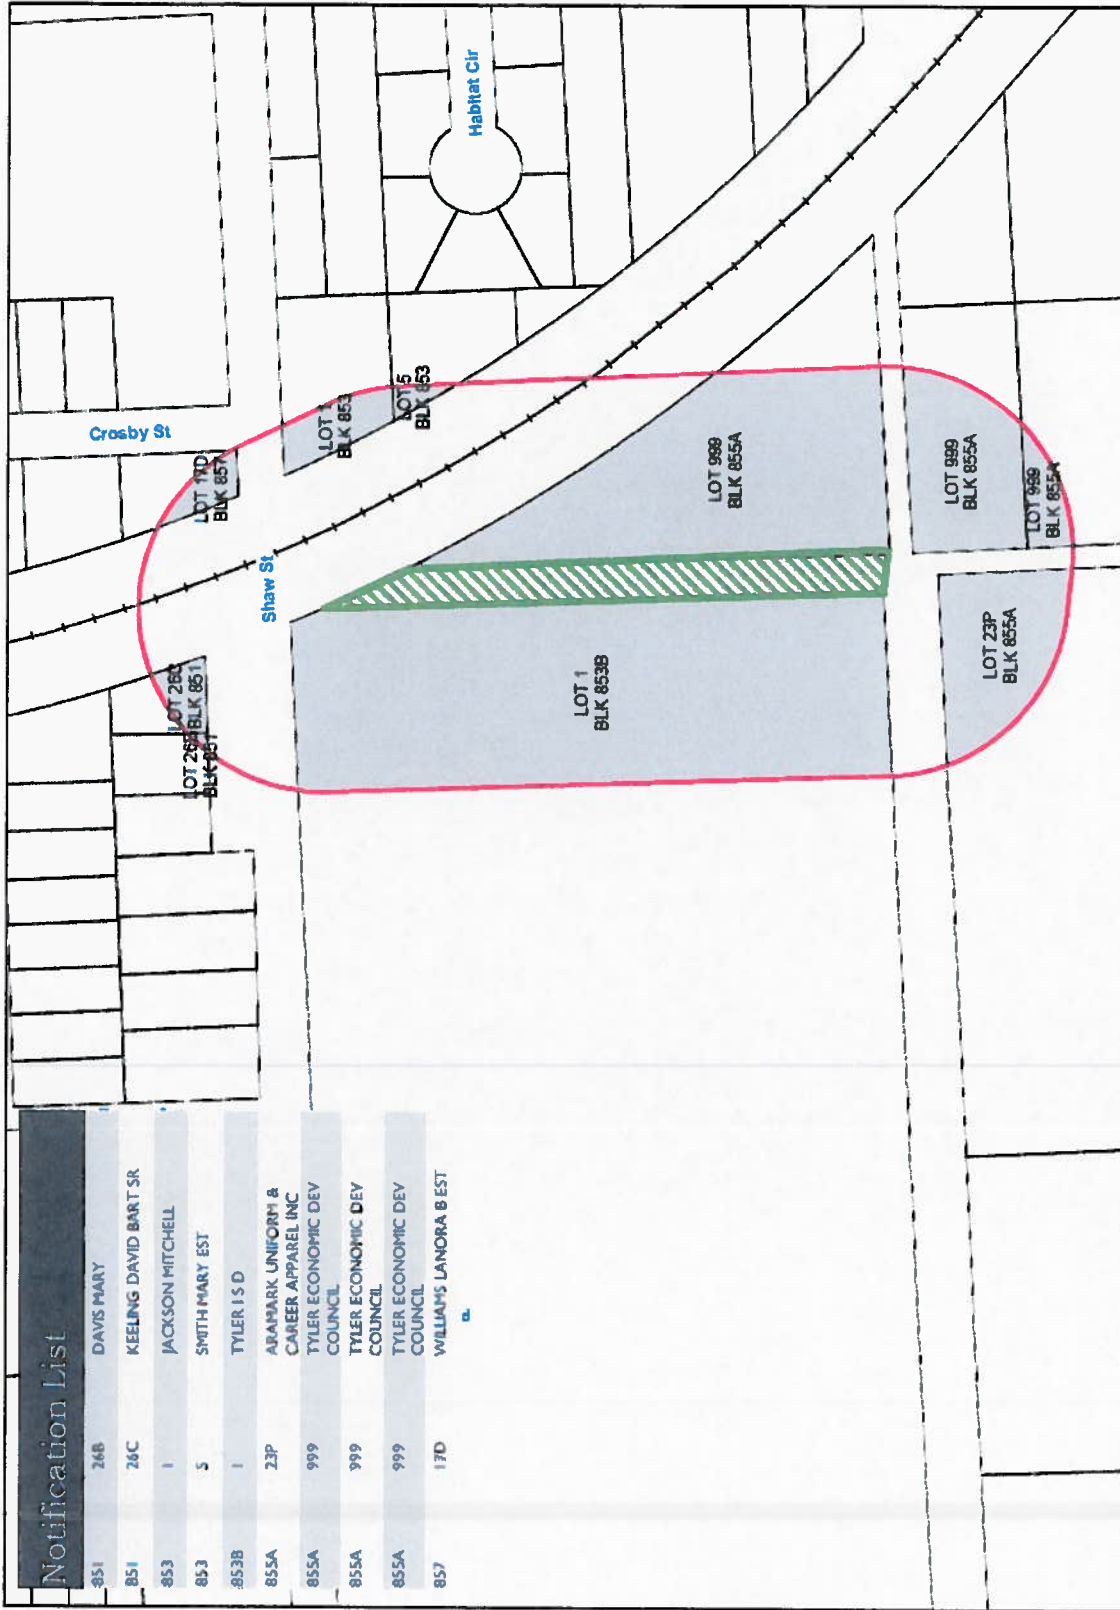 Notification List
851 26B DAVIS MARY
851 26C KEELING DAVID BART SR
853 1 JACKSON MITCHELL
853 5 SMITH MARY EST
853B 1 TYLER I S D
855A 23P ARAMARK UNIFORM &
CAREER APPAREL INC
855A 999 TYLER ECONOMIC DEV
COUNCIL
855A 999 TYLER ECONOMIC DEV
COUNCIL
855A 999 TYLER ECONOMIC DEV
COUNCIL
857 17D WILLIAMS LANORA B EST
LOT 26B
BLK 851
LOT 26C
BLK 851
Shaw St
LOT 17D
BLK 857
Crosby St
LOT 1
BLK 853
LOT 5
BLK 853
Habitat Cir
LOT 1
BLK 853B
LOT 999
BLK 855A
LOT 23P
BLK 855A
LOT 999
BLK 855A
LOT 999
BLK 855A